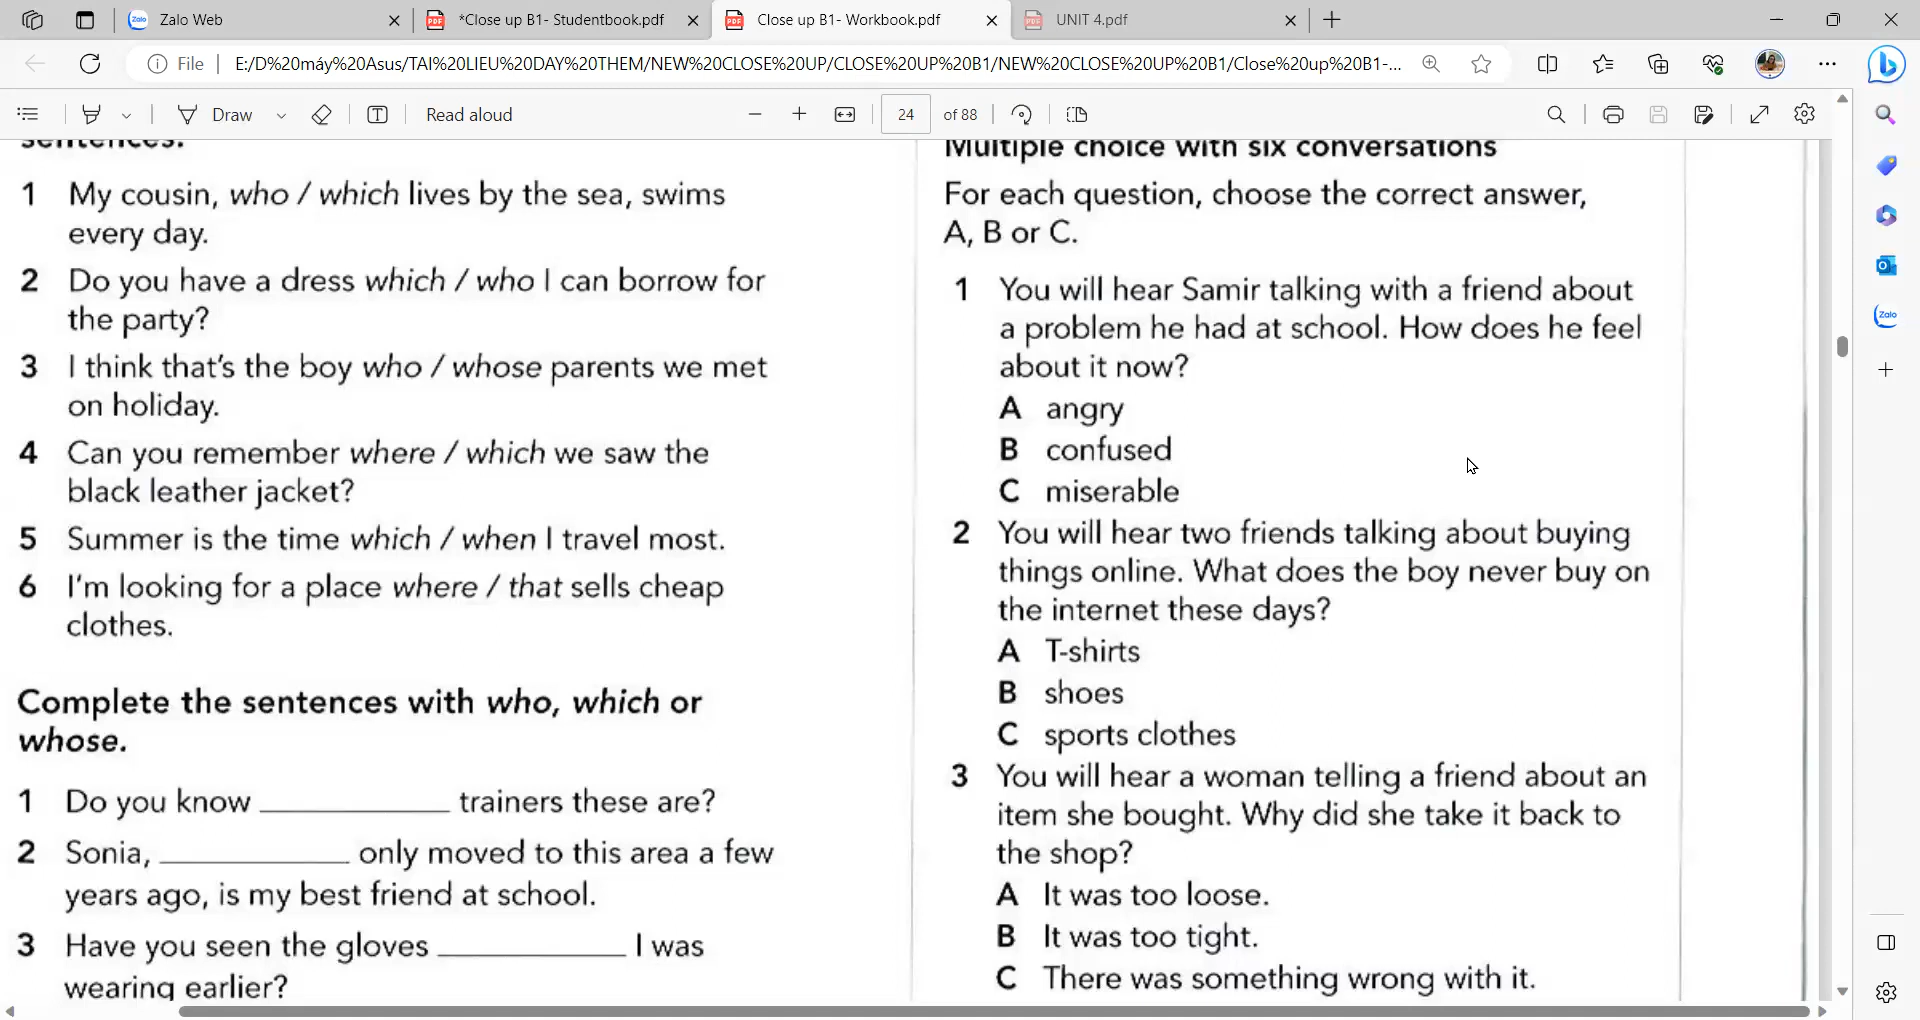 Zalo Web
*Close up B1- Studentbook.pdf
Close up B1- Workbook.pdf
UNIT 4.pdf
File
E:/D%20máy%20Asus/TAI%20LIEU%20DAY%20THEM/NEW%20CLOSE%20UP/CLOSE%20UP%20B1/NEW%20CLOSE%20UP%20B1/Close%20up%20B1-...
Draw
Read aloud
24
of 88
sentences.
1 My cousin, who / which lives by the sea, swims
every day.
2 Do you have a dress which / who I can borrow for
the party?
3 I think that's the boy who / whose parents we met
on holiday.
4 Can you remember where / which we saw the
black leather jacket?
5 Summer is the time which / when I travel most.
6 I'm looking for a place where / that sells cheap
clothes.
Complete the sentences with who, which or
whose.
1 Do you know ____________ trainers these are?
2 Sonia, ____________ only moved to this area a few
years ago, is my best friend at school.
3 Have you seen the gloves ____________ I was
wearing earlier?
Multiple choice with six conversations
For each question, choose the correct answer,
A, B or C.
1 You will hear Samir talking with a friend about
a problem he had at school. How does he feel
about it now?
A angry
B confused
C miserable
2 You will hear two friends talking about buying
things online. What does the boy never buy on
the internet these days?
A T-shirts
B shoes
C sports clothes
3 You will hear a woman telling a friend about an
item she bought. Why did she take it back to
the shop?
A It was too loose.
B It was too tight.
C There was something wrong with it.